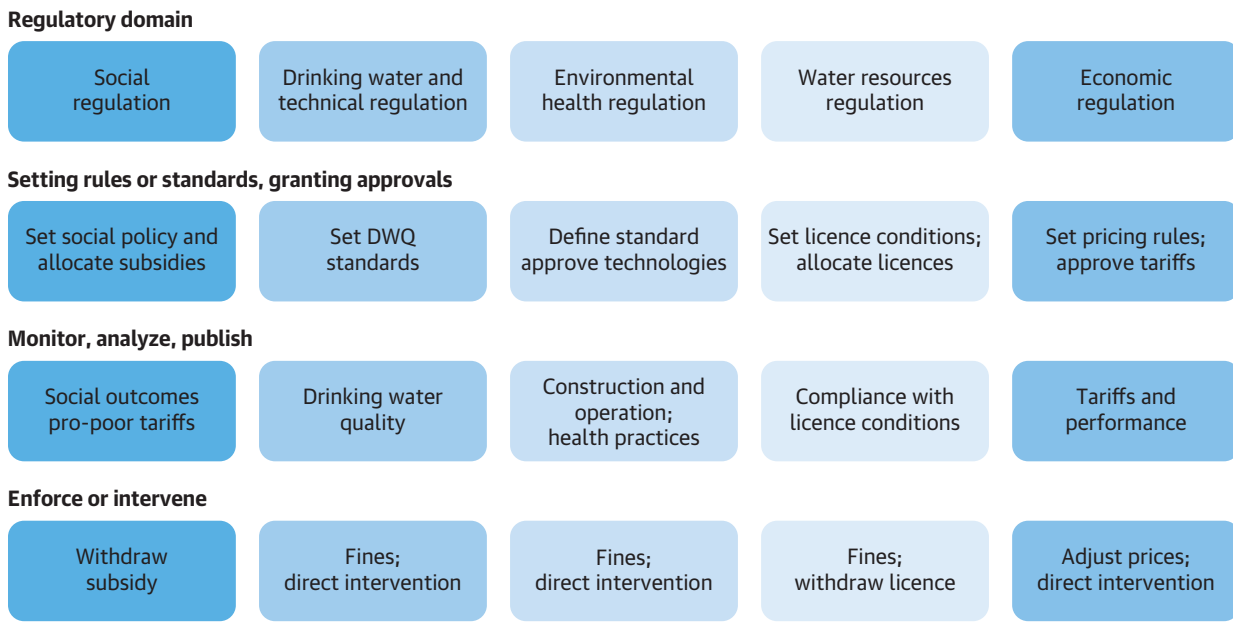 Regulatory domain
Social
regulation
Drinking water and
technical regulation
Environmental
health regulation
Water resources
regulation
Economic
regulation
Setting rules or standards, granting approvals
Set social policy and
allocate subsidies
Set DWQ
standards
Define standard
approve technologies
Set licence conditions;
allocate licences
Set pricing rules;
approve tariffs
Monitor, analyze, publish
Social outcomes
pro-poor tariffs
Drinking water
quality
Construction and
operation;
health practices
Compliance with
licence conditions
Tariffs and
performance
Enforce or intervene
Withdraw
subsidy
Fines;
direct intervention
Fines;
direct intervention
Fines;
withdraw licence
Adjust prices;
direct intervention